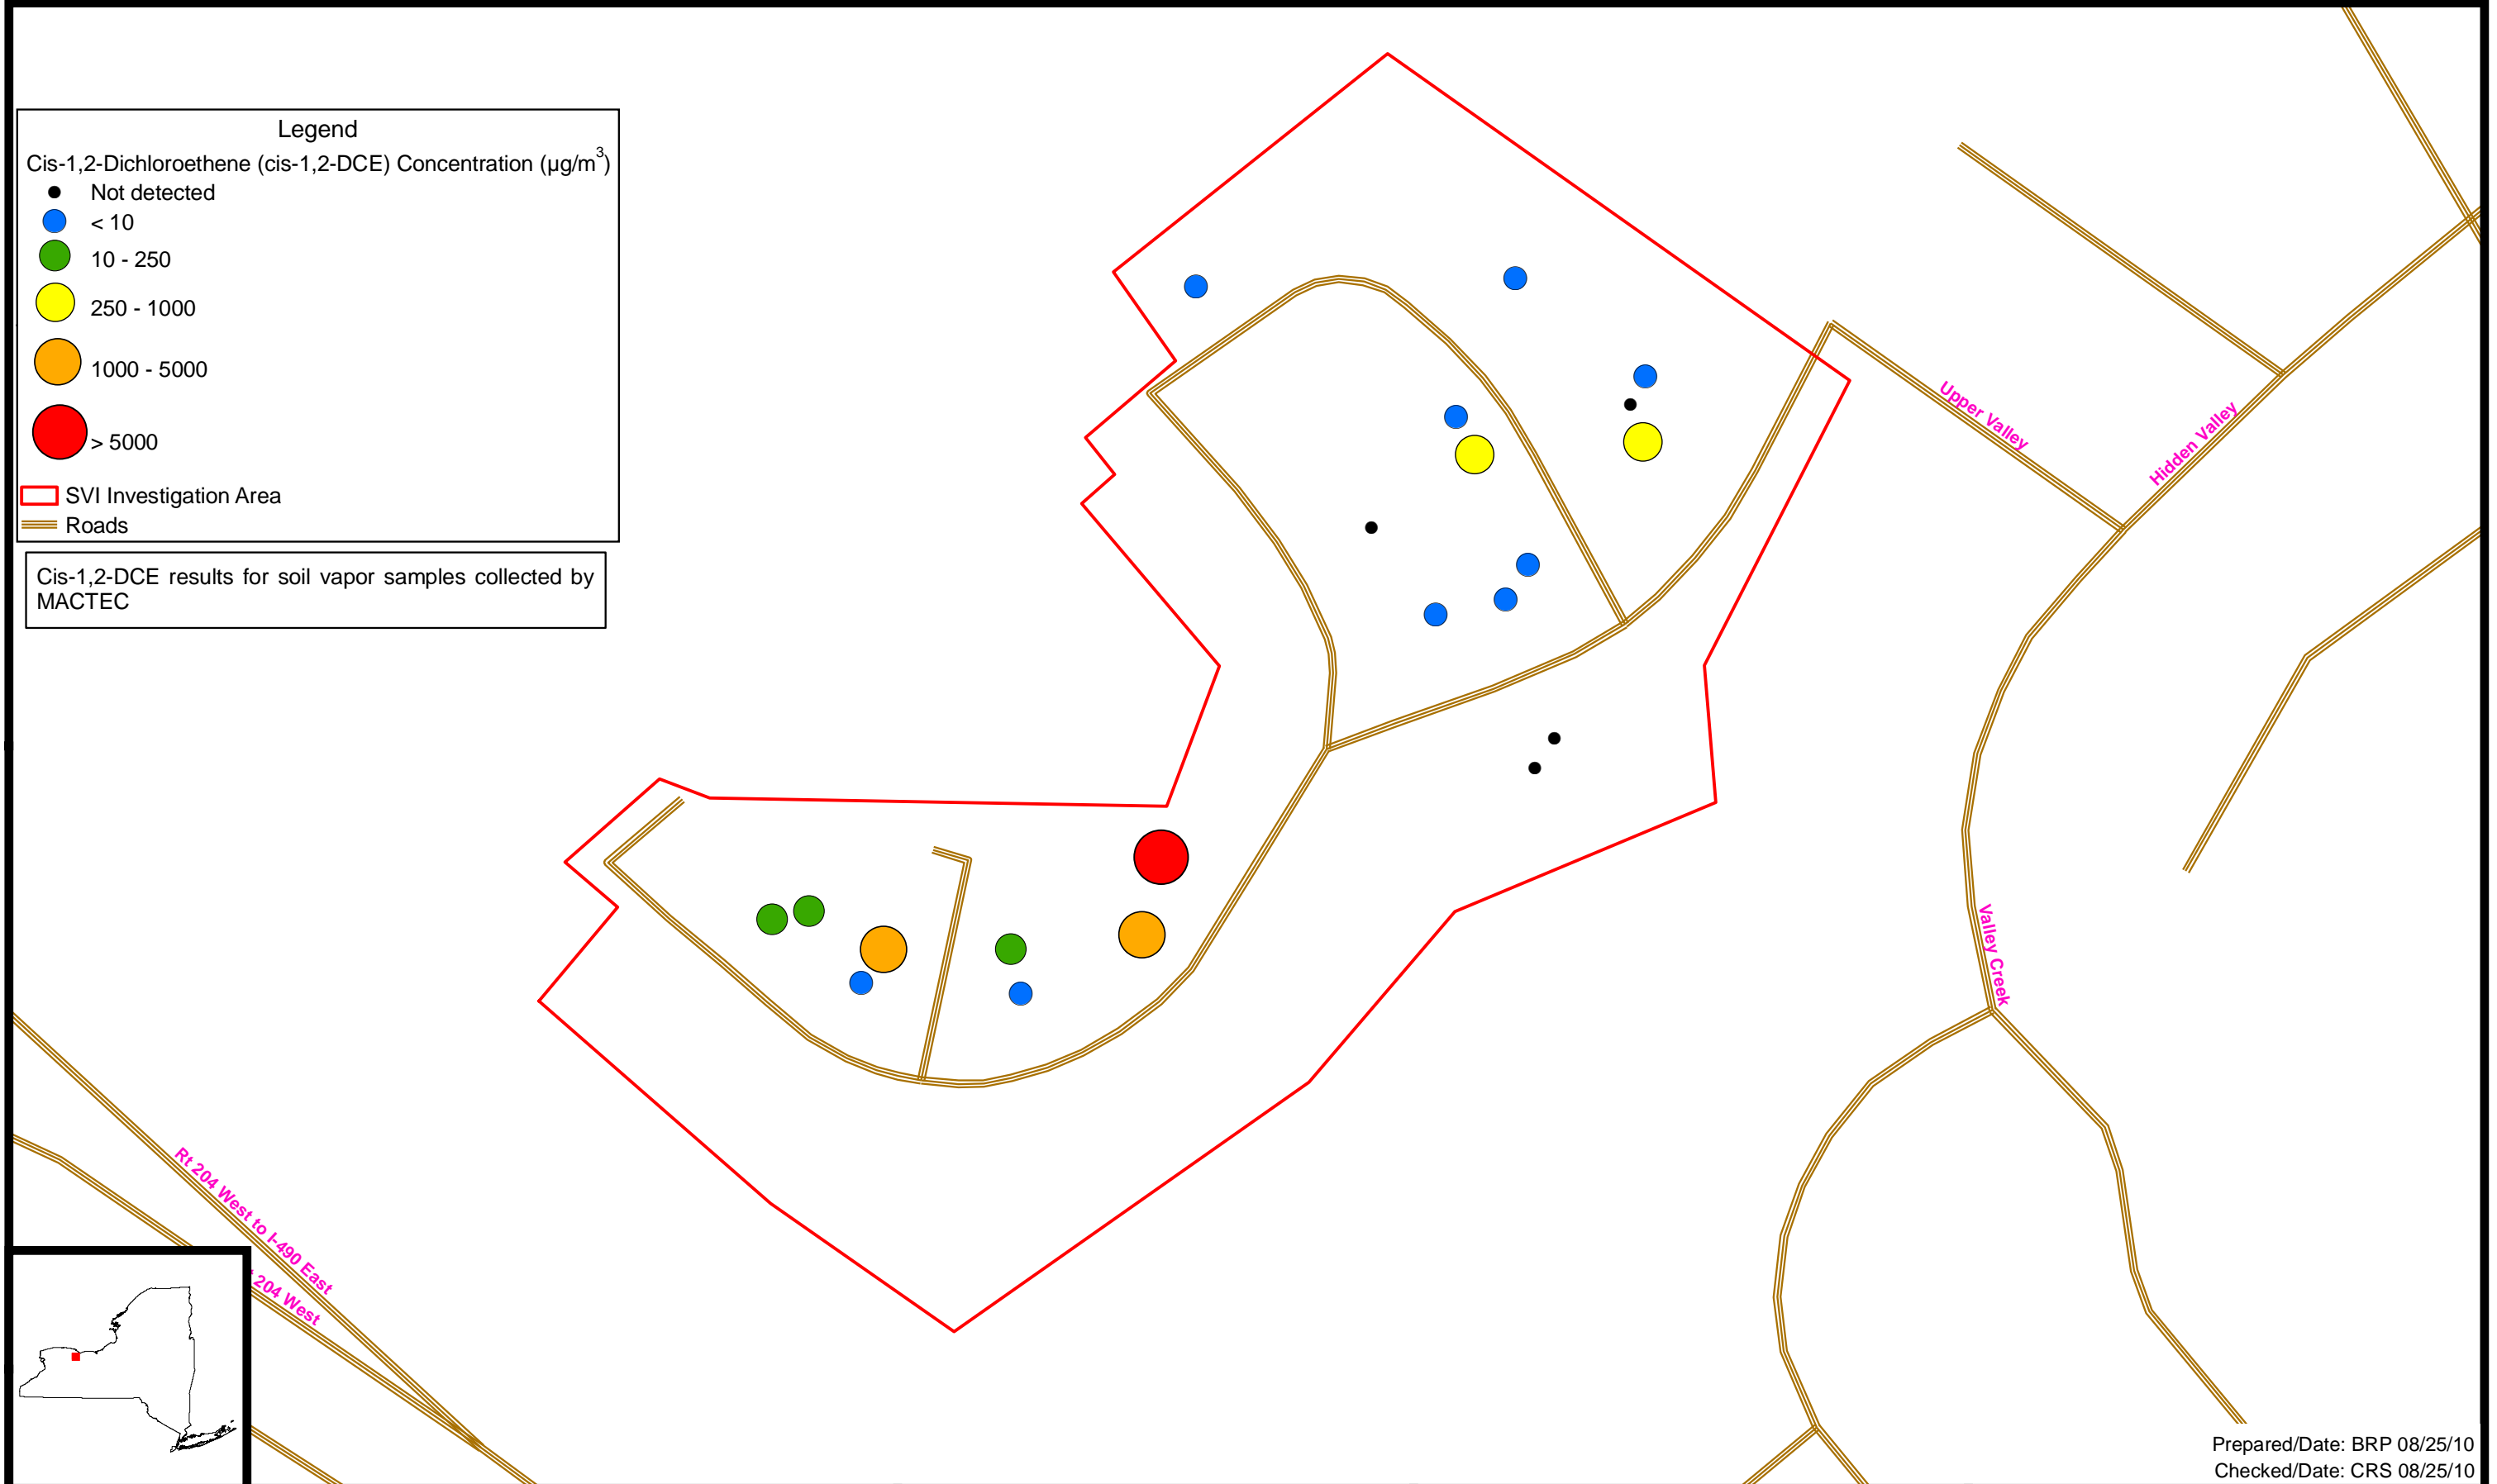 Legend
Cis-1,2-Dichloroethene (cis-1,2-DCE) Concentration (µg/m³)
Not detected
< 10
10 - 250
250 - 1000
1000 - 5000
> 5000
SVI Investigation Area
Roads
Cis-1,2-DCE results for soil vapor samples collected by
MACTEC
Upper Valley
Hidden Valley
Valley Creek
Rt 204 West to I-490 East
204 West
Prepared/Date: BRP 08/25/10
Checked/Date: CRS 08/25/10